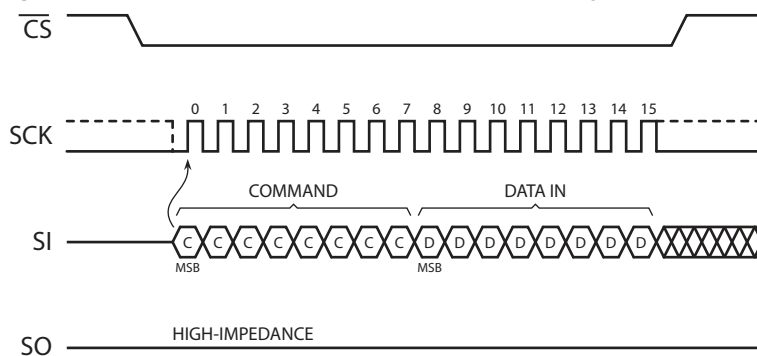 CS
0 1 2 3 4 5 6 7 8 9 10 11 12 13 14 15
SCK
COMMAND DATA IN
SI C C C C C C C C D D D D D D D D
MSB MSB
HIGH-IMPEDANCE
SO